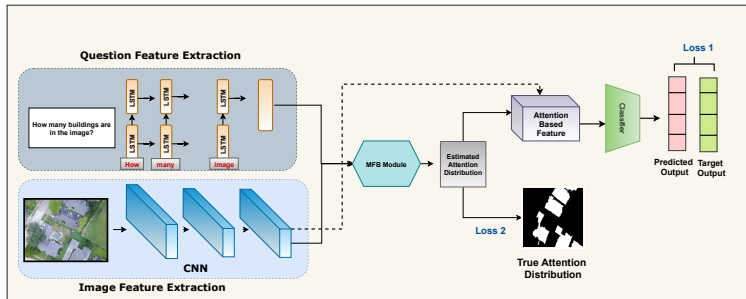 Question Feature Extraction
How many buildings are
in the image?
LSTM
LSTM
LSTM
LSTM
LSTM
LSTM
How
many
image
CNN
Image Feature Extraction
MFB Module
Estimated
Attention
Distribution
Attention
Based
Feature
Classifier
Loss 1
Predicted
Output
Target
Output
Loss 2
True Attention
Distribution